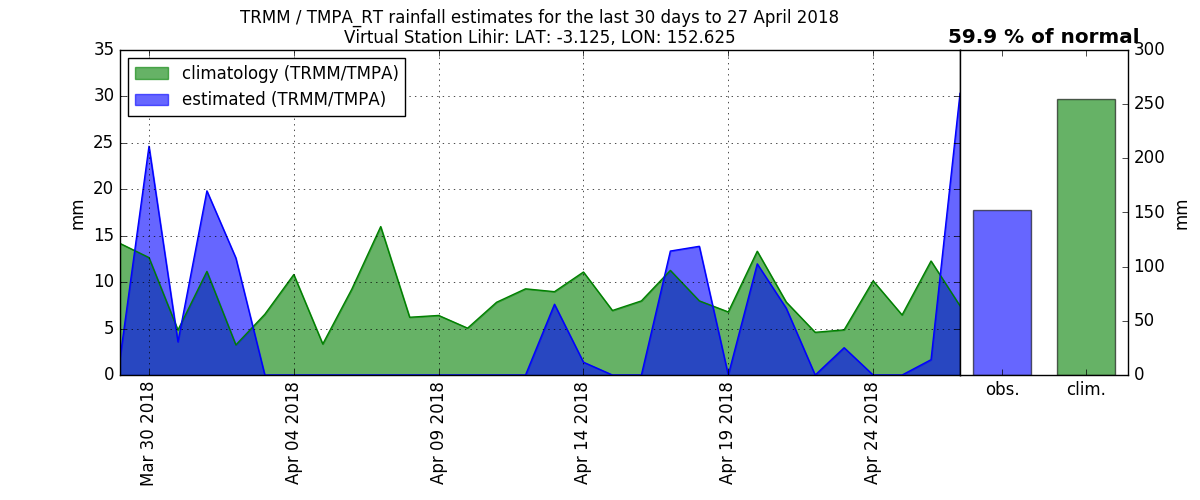 TRMM / TMPA_RT rainfall estimates for the last 30 days to 27 April 2018
Virtual Station Lihir: LAT: -3.125, LON: 152.625
59.9 % of normal
climatology (TRMM/TMPA)
estimated (TRMM/TMPA)
mm
35
30
25
20
15
10
5
0
Mar 30 2018
Apr 04 2018
Apr 09 2018
Apr 14 2018
Apr 19 2018
Apr 24 2018
obs.
clim.
300
250
200
150
100
50
0
mm